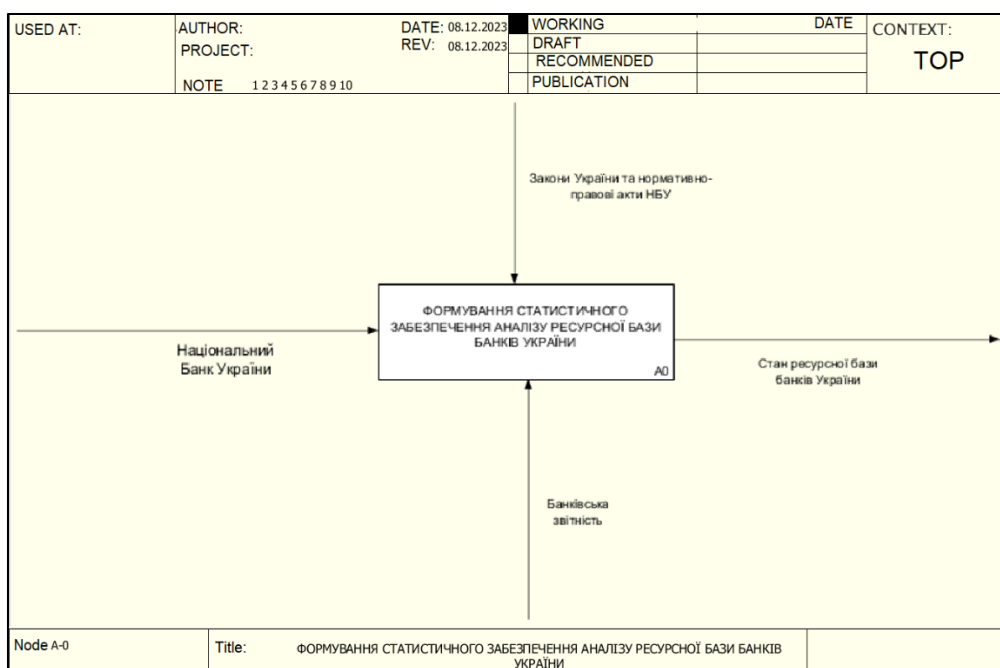 USED AT:
AUTHOR:
DATE: 08.12.2023
PROJECT:
REV: 08.12.2023
NOTE 1 2 3 4 5 6 7 8 9 10
WORKING
DATE
DRAFT
RECOMMENDED
PUBLICATION
CONTEXT:
TOP
Закони України та нормативно-
правові акти НБУ
ФОРМУВАННЯ СТАТИСТИЧНОГО
ЗАБЕЗПЕЧЕННЯ АНАЛІЗУ РЕСУРСНОЇ БАЗИ
БАНКІВ УКРАЇНИ
A0
Національний
Банк України
Стан ресурсної бази
банків України
Банківська
звітність
Node A-0
Title:
ФОРМУВАННЯ СТАТИСТИЧНОГО ЗАБЕЗПЕЧЕННЯ АНАЛІЗУ РЕСУРСНОЇ БАЗИ БАНКІВ
УКРАЇНИ